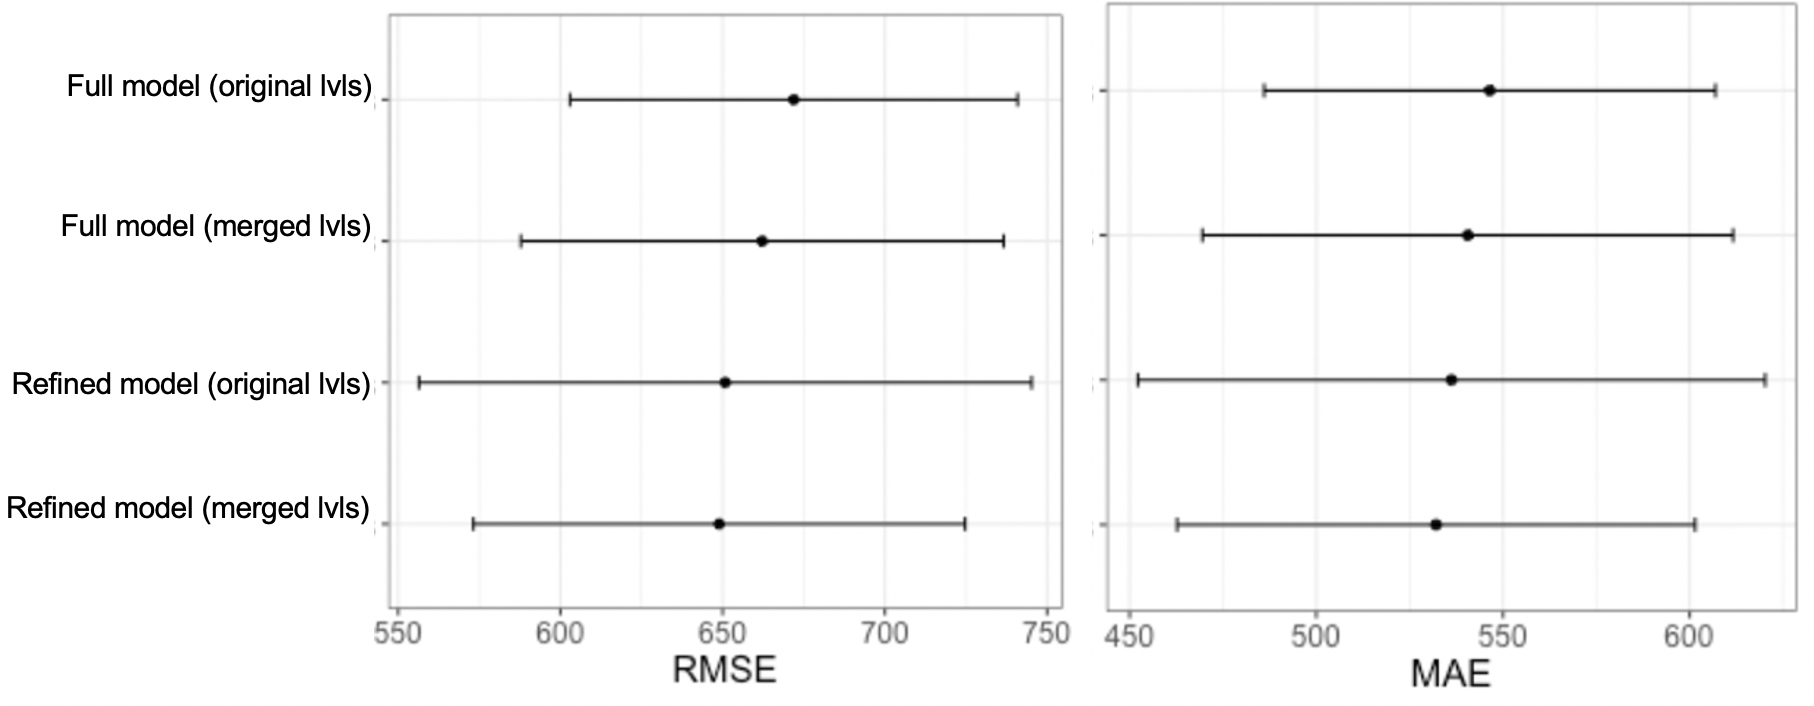 Full model (original lvls)
Full model (merged lvls)
Refined model (original lvls)
Refined model (merged lvls)
550 600 650 700 750
RMSE
450 500 550 600
MAE